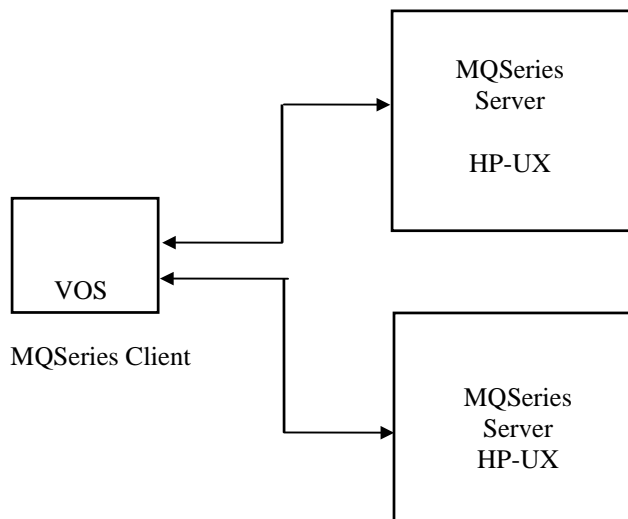 MQSeries
Server
HP-UX
VOS
MQSeries Client
MQSeries
Server
HP-UX